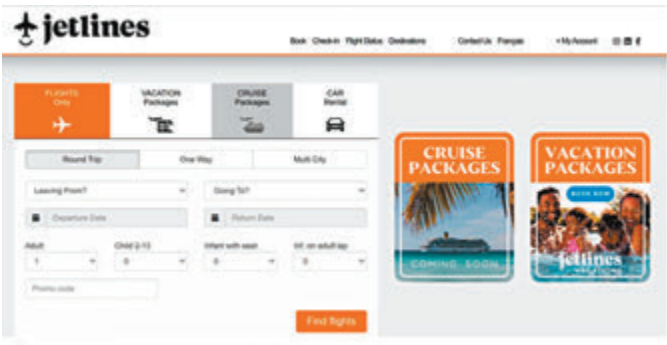 jetlines
Book Check-In Flight Status Destinations Contact Us Français My Account
FLIGHTS Only
VACATION Packages
CRUISE Packages
CAR Rental
Round Trip One Way Multi City
Leaving From? Going To?
Departure Date Return Date
Adult Child 2-13 Infant with seat Inf. on adult lap
1 0 0 0
Promo code
Find flights
CRUISE
PACKAGES
COMING SOON
VACATION
PACKAGES
BOOK NOW
jetlines